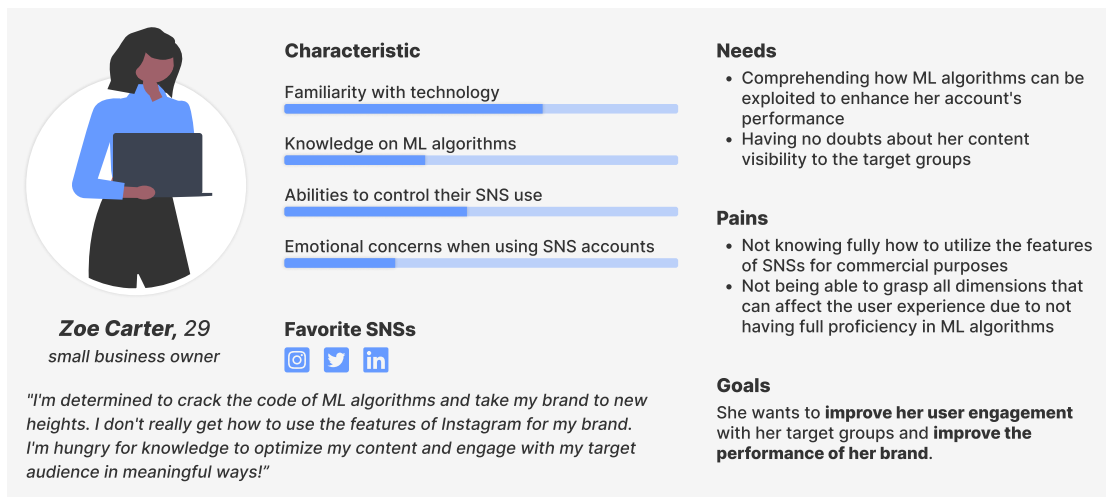 Zoe Carter, 29
small business owner
"I'm determined to crack the code of ML algorithms and take my brand to new
heights. I don't really get how to use the features of Instagram for my brand.
I'm hungry for knowledge to optimize my content and engage with my target
audience in meaningful ways!”
Characteristic
Familiarity with technology
Knowledge on ML algorithms
Abilities to control their SNS use
Emotional concerns when using SNS accounts
Favorite SNSs
in
Needs
• Comprehending how ML algorithms can be
exploited to enhance her account's
performance
• Having no doubts about her content
visibility to the target groups
Pains
• Not knowing fully how to utilize the features
of SNSs for commercial purposes
• Not being able to grasp all dimensions that
can affect the user experience due to not
having full proficiency in ML algorithms
Goals
She wants to improve her user engagement
with her target groups and improve the
performance of her brand.